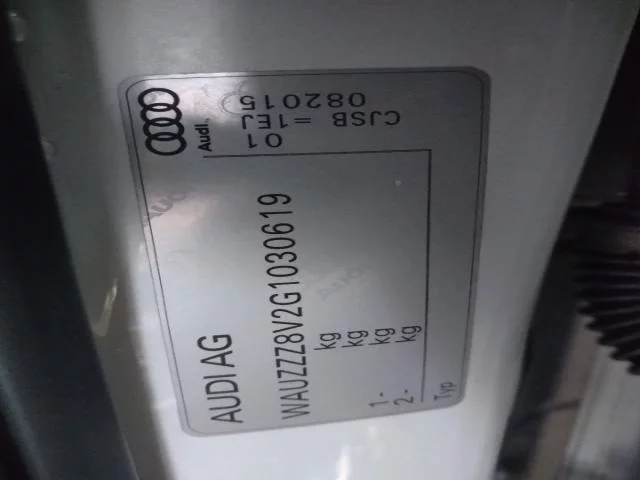 AUDI AG
WAUZZZ8V2G1030619
kg
kg
1- kg
2- kg
Typ
Audi
01
=1EJ
CJSB
082015